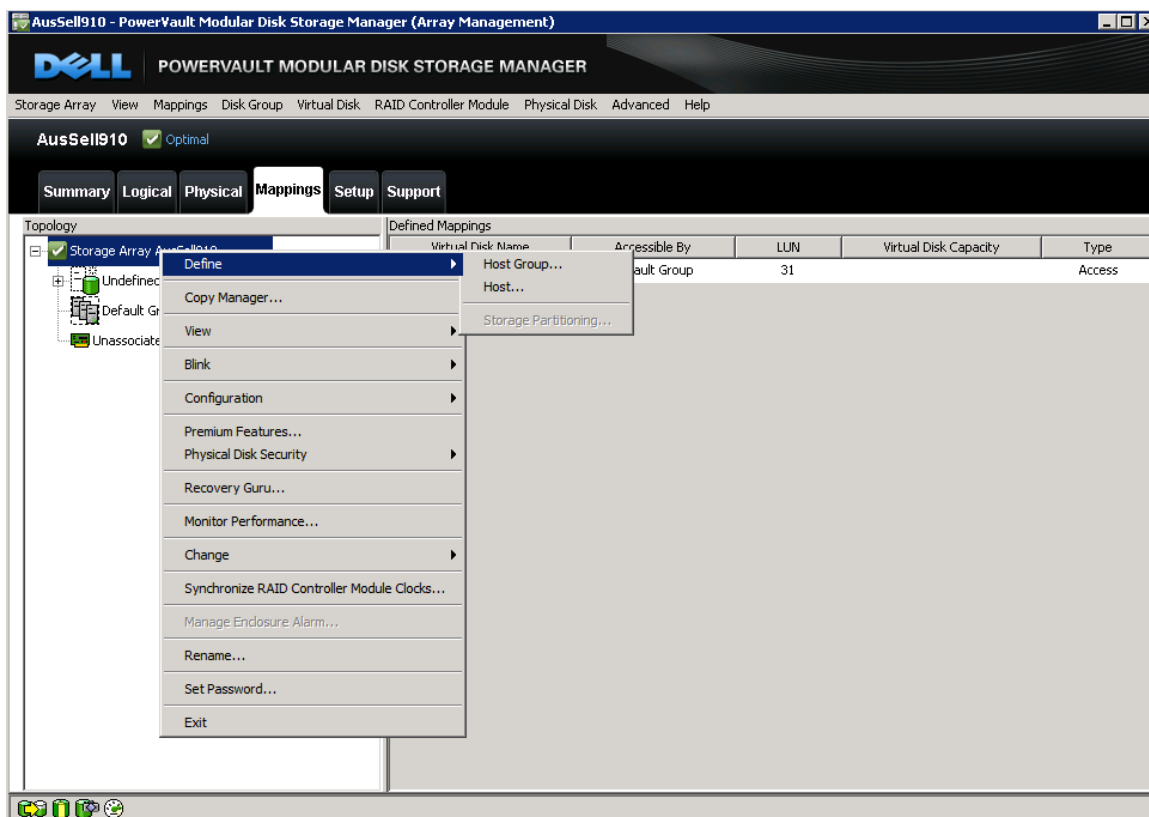 AusSell910 - PowerVault Modular Disk Storage Manager (Array Management)
DELL POWERVAULT MODULAR DISK STORAGE MANAGER
Storage Array View Mappings Disk Group Virtual Disk RAID Controller Module Physical Disk Advanced Help
AusSell910 Optimal
Summary Logical Physical Mappings Setup Support
Topology
Storage Array
Undefined
Default
Unassociate
Define
Copy Manager...
View
Blink
Configuration
Premium Features...
Physical Disk Security
Recovery Guru...
Monitor Performance...
Change
Synchronize RAID Controller Module Clocks...
Manage Enclosure Alarm...
Rename...
Set Password...
Exit
Host Group...
Host...
Storage Partitioning...
Defined Mappings
Virtual Disk Name Accessible By LUN Virtual Disk Capacity Type
ault Group 31 Access